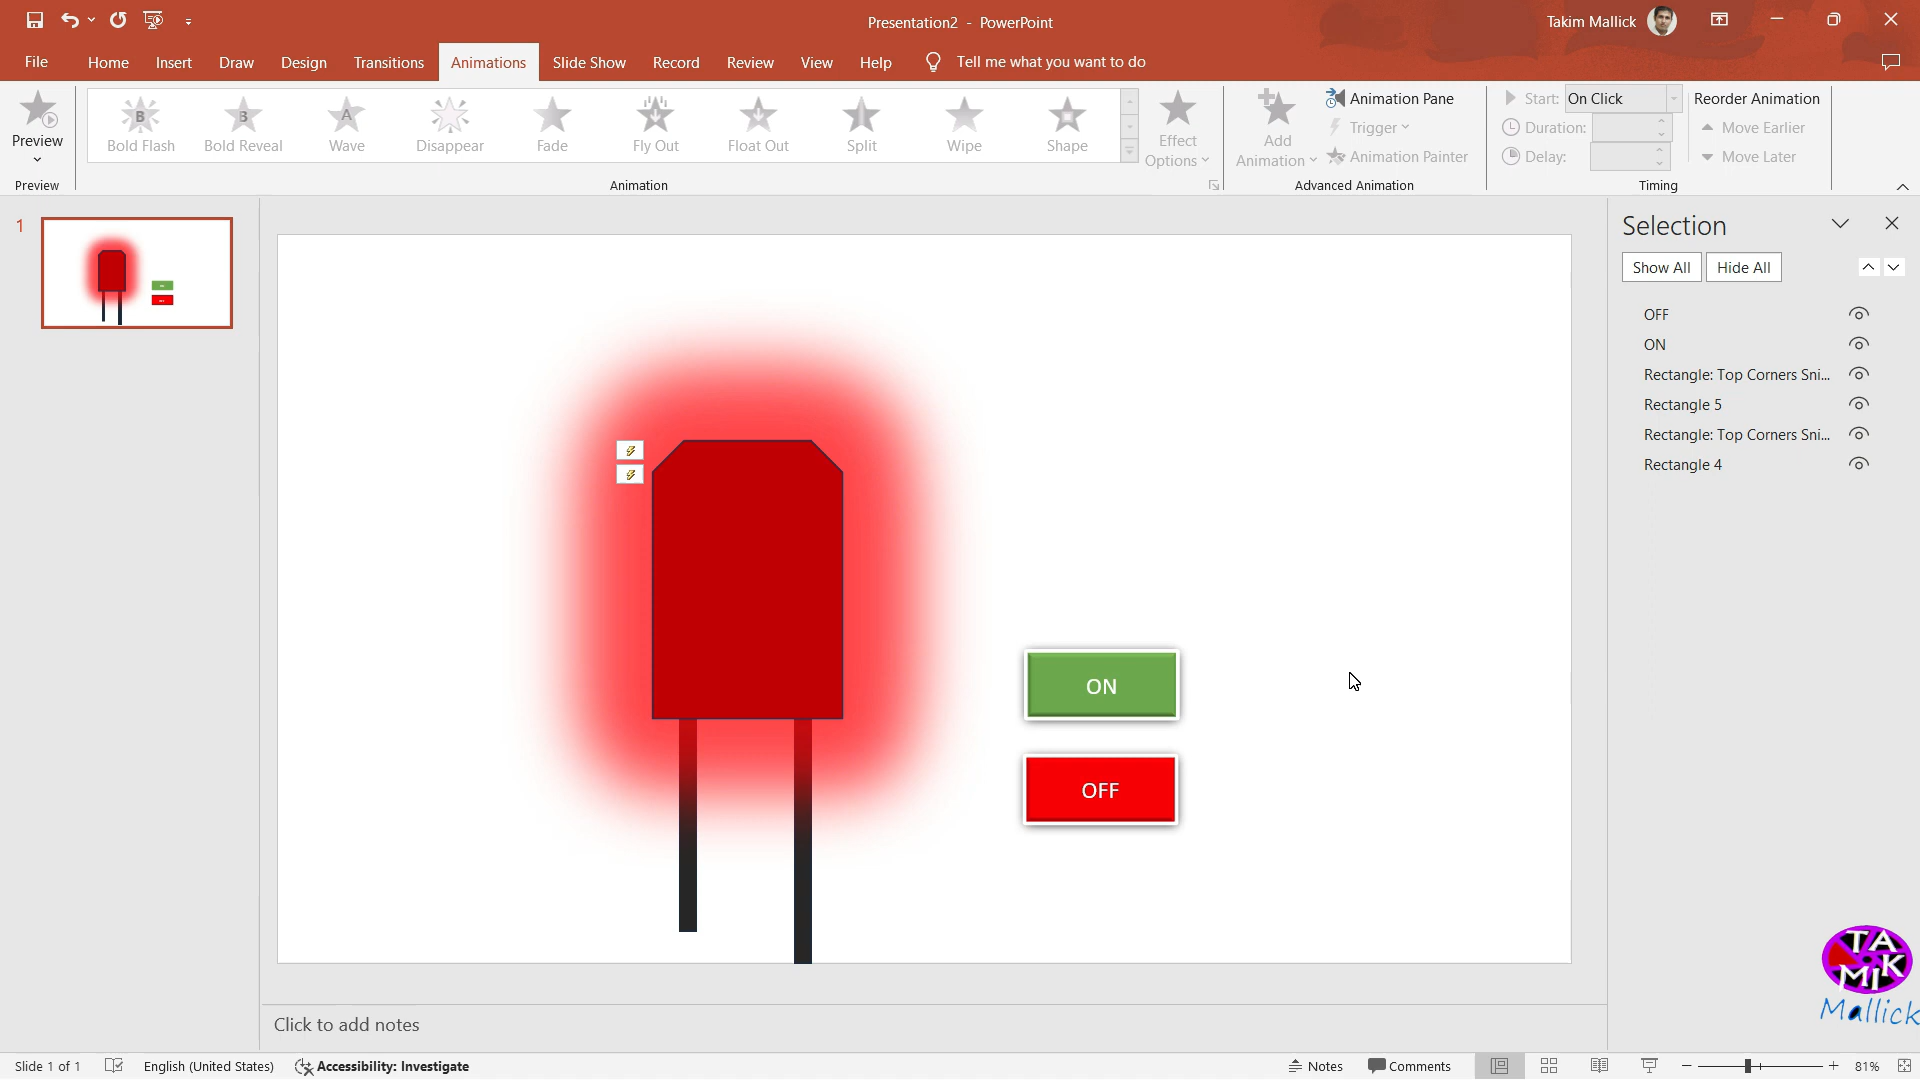 Presentation2 - PowerPoint
Takim Mallick
File Home Insert Draw Design Transitions Animations Slide Show Record Review View Help Tell me what you want to do
Preview
Preview
Bold Flash
B
Bold Reveal
B
Wave
A
Disappear
Fade
Fly Out
Float Out
Split
Wipe
Shape
Animation
Effect
Options
Add
Animation
Animation Pane
Trigger
Animation Painter
Advanced Animation
Start: On Click
Duration:
Delay:
Reorder Animation
Move Earlier
Move Later
Timing
1
ON
OFF
Selection
Show All Hide All
OFF
ON
Rectangle: Top Corners Sni...
Rectangle 5
Rectangle: Top Corners Sni...
Rectangle 4
TA
MIK
Mallick
Click to add notes
Slide 1 of 1 English (United States) Accessibility: Investigate Notes Comments 81%